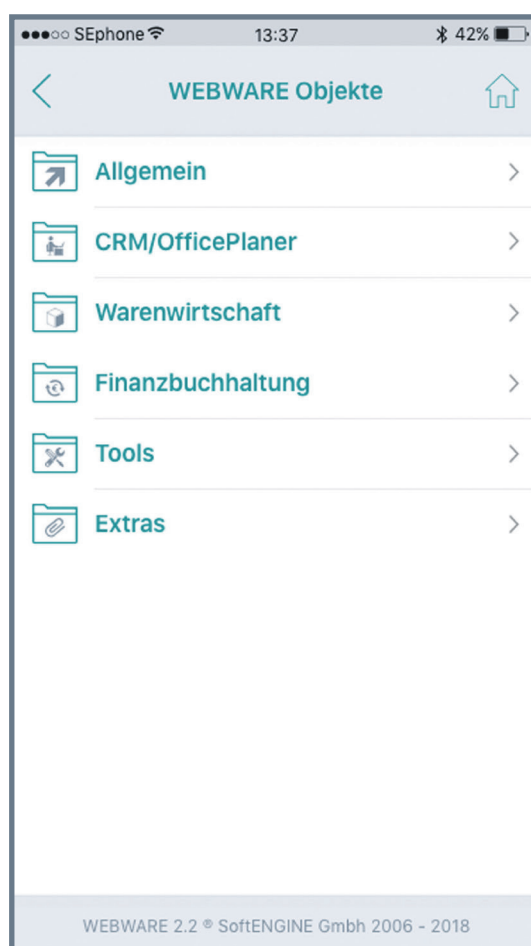 SEphone 13:37 42%
WEBWARE Objekte
Allgemein
CRM/OfficePlaner
Warenwirtschaft
Finanzbuchhaltung
Tools
Extras
WEBWARE 2.2 ® SoftENGINE Gmbh 2006 - 2018